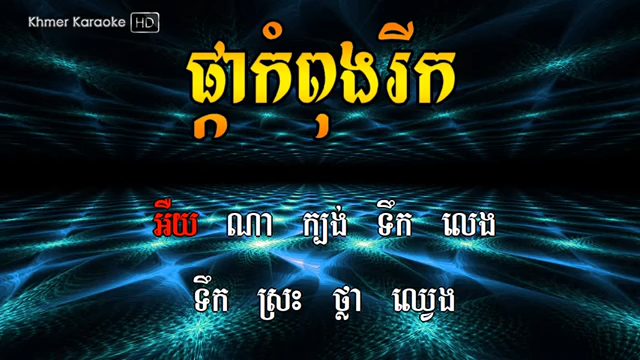 Khmer Karaoke HD
ផ្កាកំពុងរីក
អឺយ ណា ក្បង់ ទឹក លេង
ទឹក ស្រះ ថ្លា ឈ្វេង